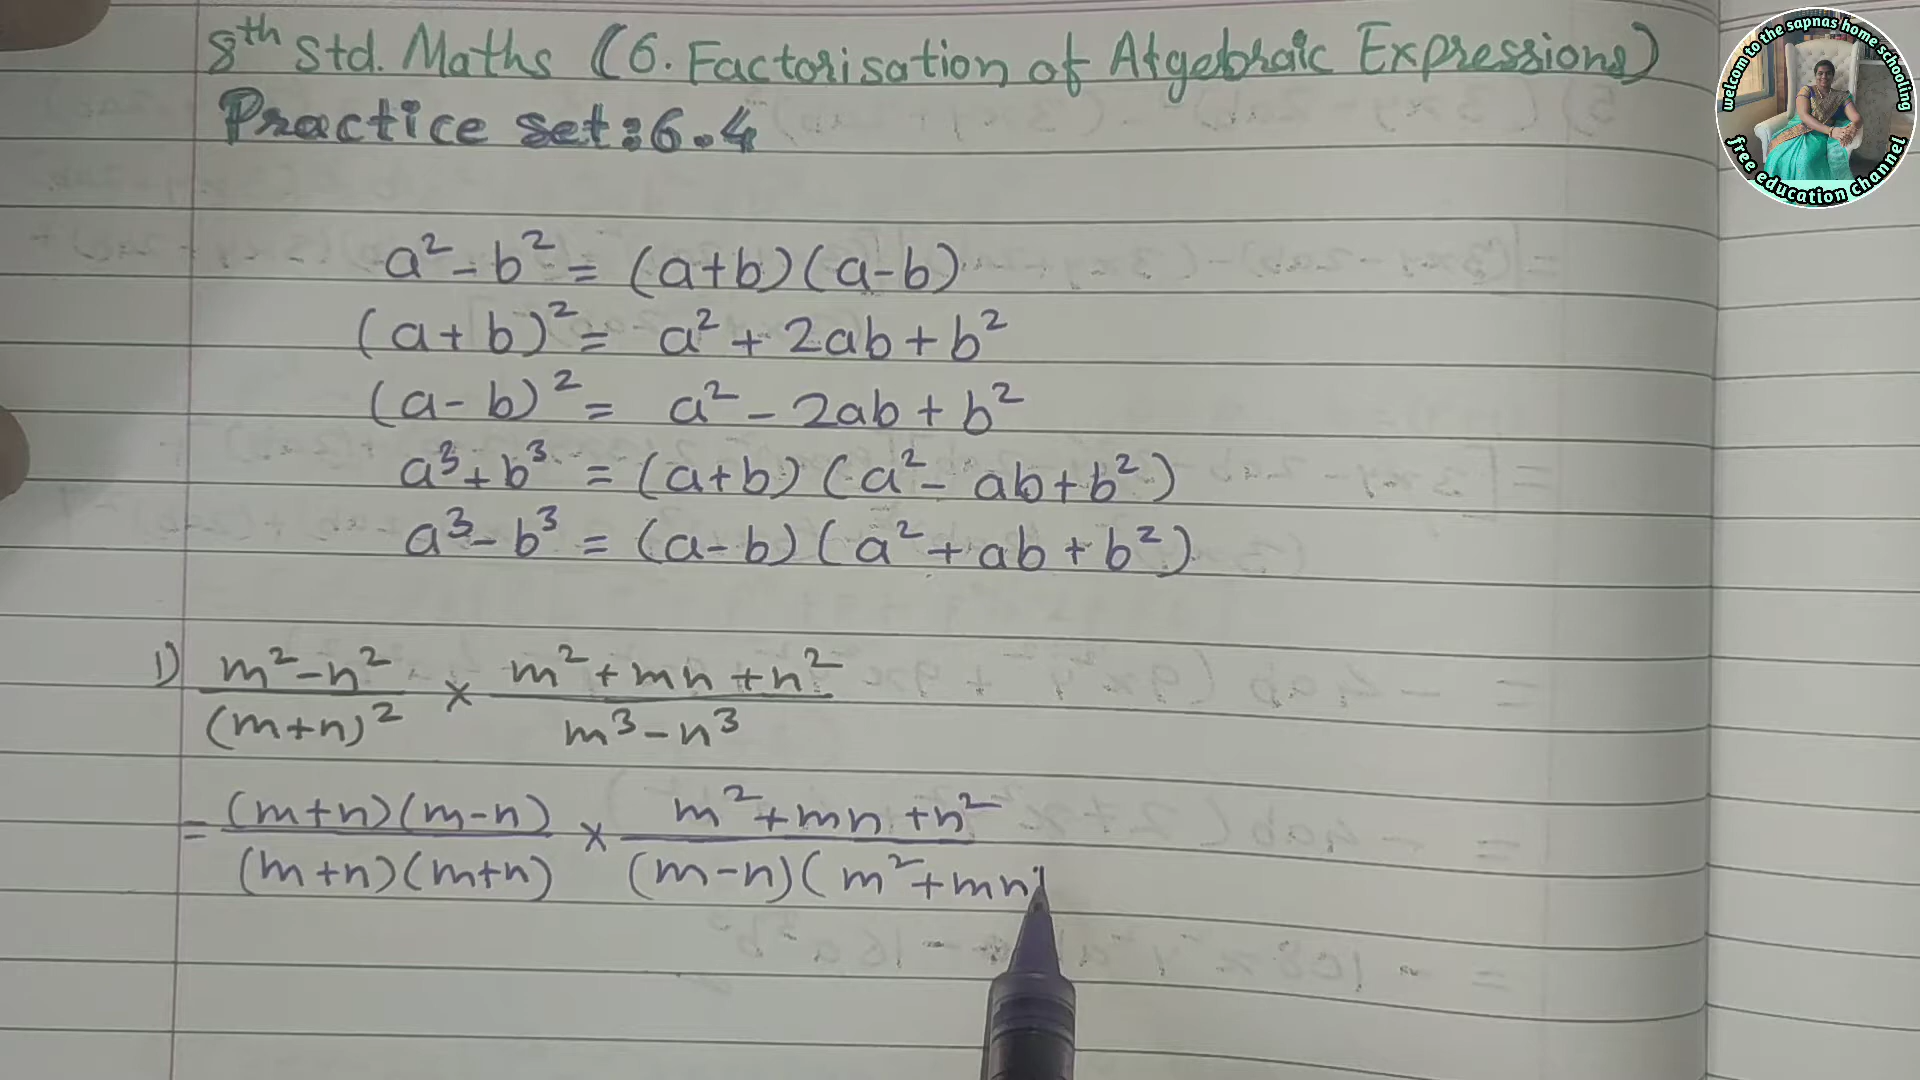 8th Std. Maths (6. Factorisation of Algebraic Expressions)
Practice set: 6.4
a² - b² = (a+b)(a-b)
(a+b)² = a² + 2ab + b²
(a-b)² = a² - 2ab + b²
a³+b³ = (a+b)(a² - ab+b²)
a³-b³ = (a-b)(a² + ab + b²)
1) m²-n² / (m+n)² × m²+mn+n² / m³-n³
= (m+n)(m-n) / (m+n)(m+n) × m²+mn+n² / (m-n)(m²+mn
welcom to the sapnas home schooling
free education channel